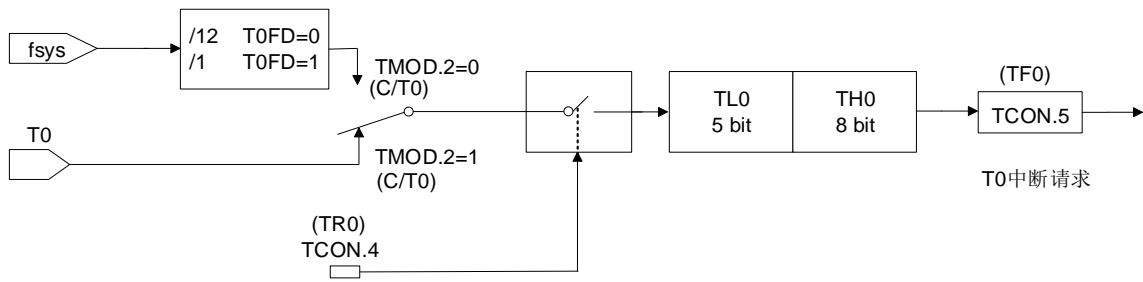 /12 T0FD=0
/1 T0FD=1
fsys
TMOD.2=0
(C/T0)
T0
TMOD.2=1
(C/T0)
TL0
5 bit
TH0
8 bit
(TF0)
TCON.5
T0中断请求
(TR0)
TCON.4